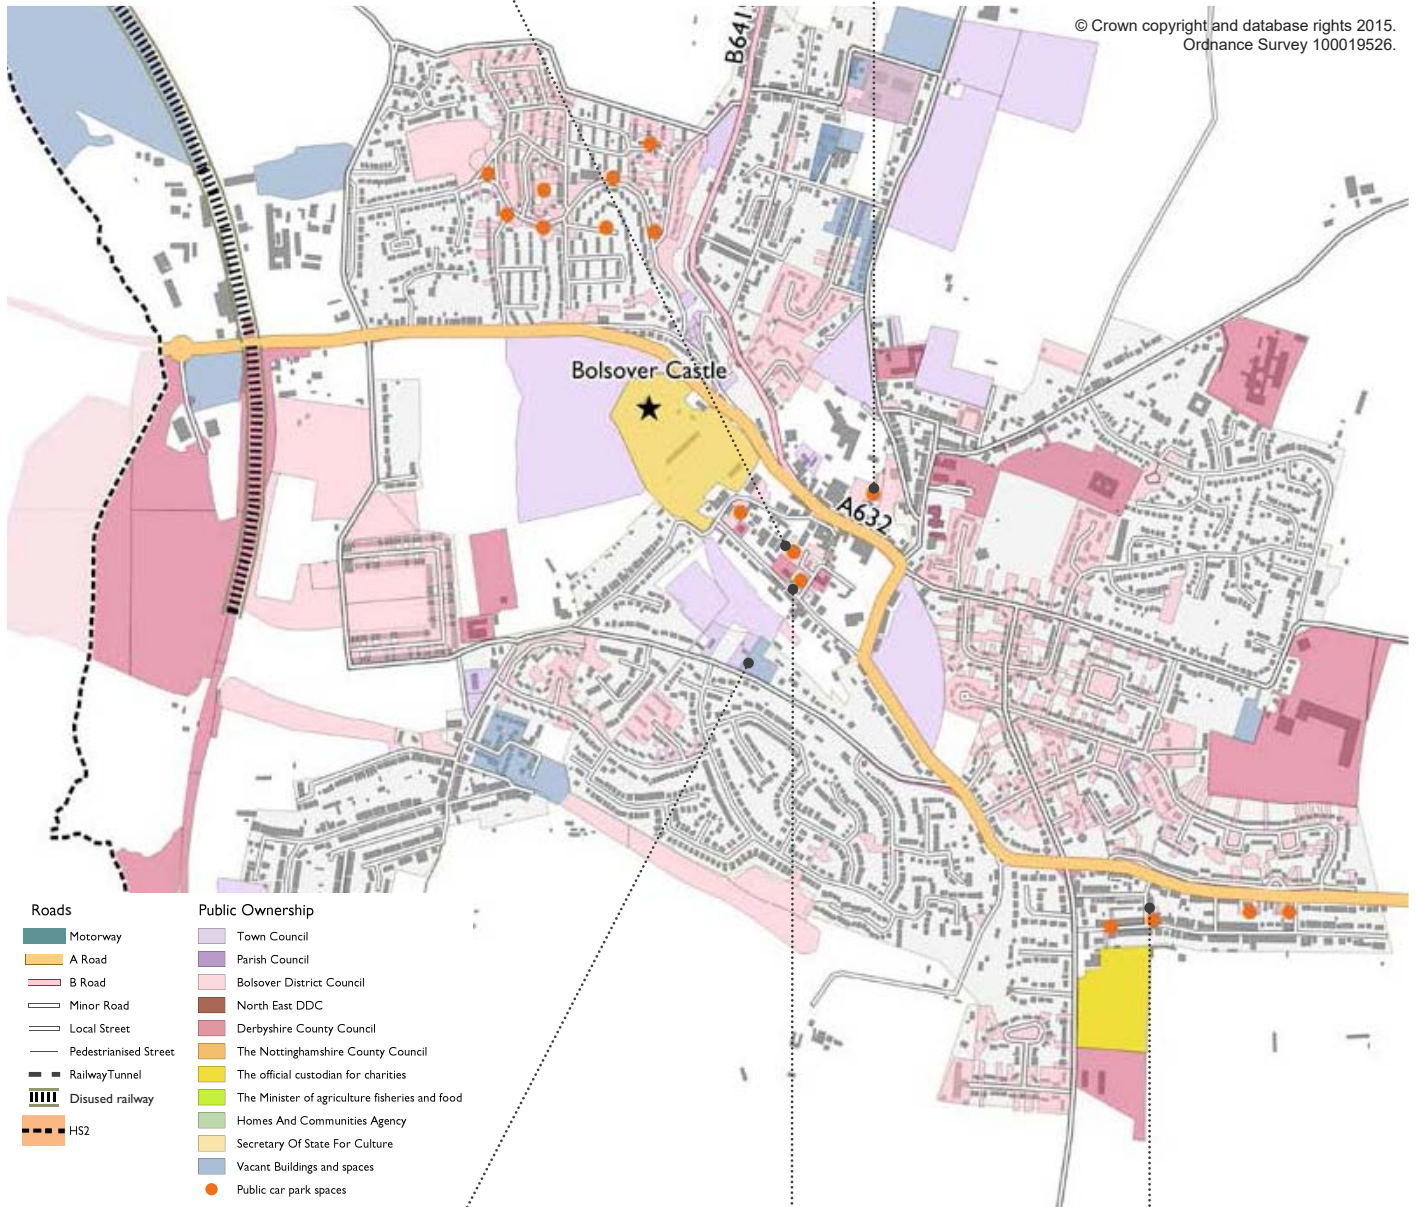 © Crown copyright and database rights 2015.
Ordnance Survey 100019526.
B641
Bolsover Castle
A632
Roads
Motorway
A Road
B Road
Minor Road
Local Street
Pedestrianised Street
RailwayTunnel
Disused railway
HS2
Public Ownership
Town Council
Parish Council
Bolsover District Council
North East DDC
Derbyshire County Council
The Nottinghamshire County Council
The official custodian for charities
The Minister of agriculture fisheries and food
Homes And Communities Agency
Secretary Of State For Culture
Vacant Buildings and spaces
Public car park spaces